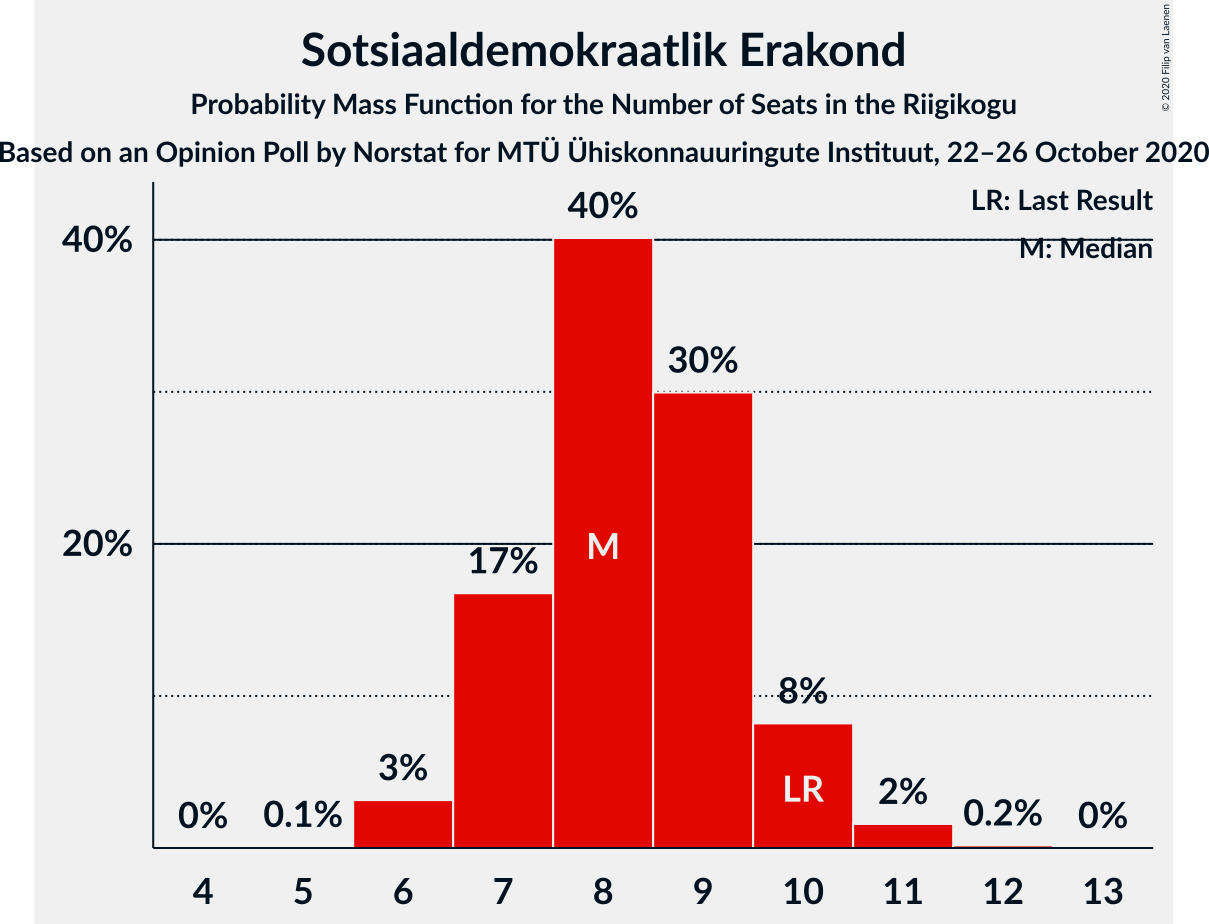 Sotsiaaldemokraatlik Erakond
Probability Mass Function for the Number of Seats in the Riigikogu
Based on an Opinion Poll by Norstat for MTÜ Ühiskonnauuringute Instituut, 22–26 October 2020
© 2020 Filip van Laenen
LR: Last Result
M: Median
40%
20%
0%
0.1%
3%
17%
40%
M
30%
8%
LR
2%
0.2%
0%
4 5 6 7 8 9 10 11 12 13